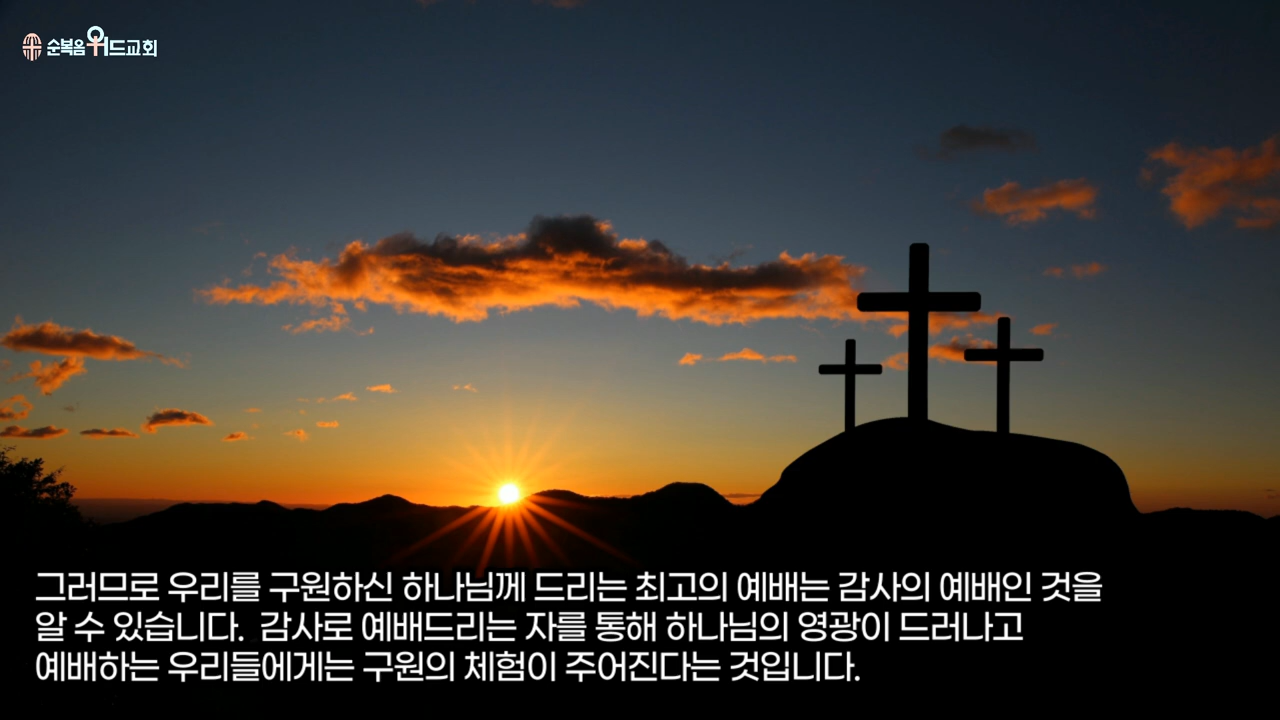 순복음워드교회
그러므로 우리를 구원하신 하나님께 드리는 최고의 예배는 감사의 예배인 것을
알 수 있습니다. 감사로 예배드리는 자를 통해 하나님의 영광이 드러나고
예배하는 우리들에게는 구원의 체험이 주어진다는 것입니다.